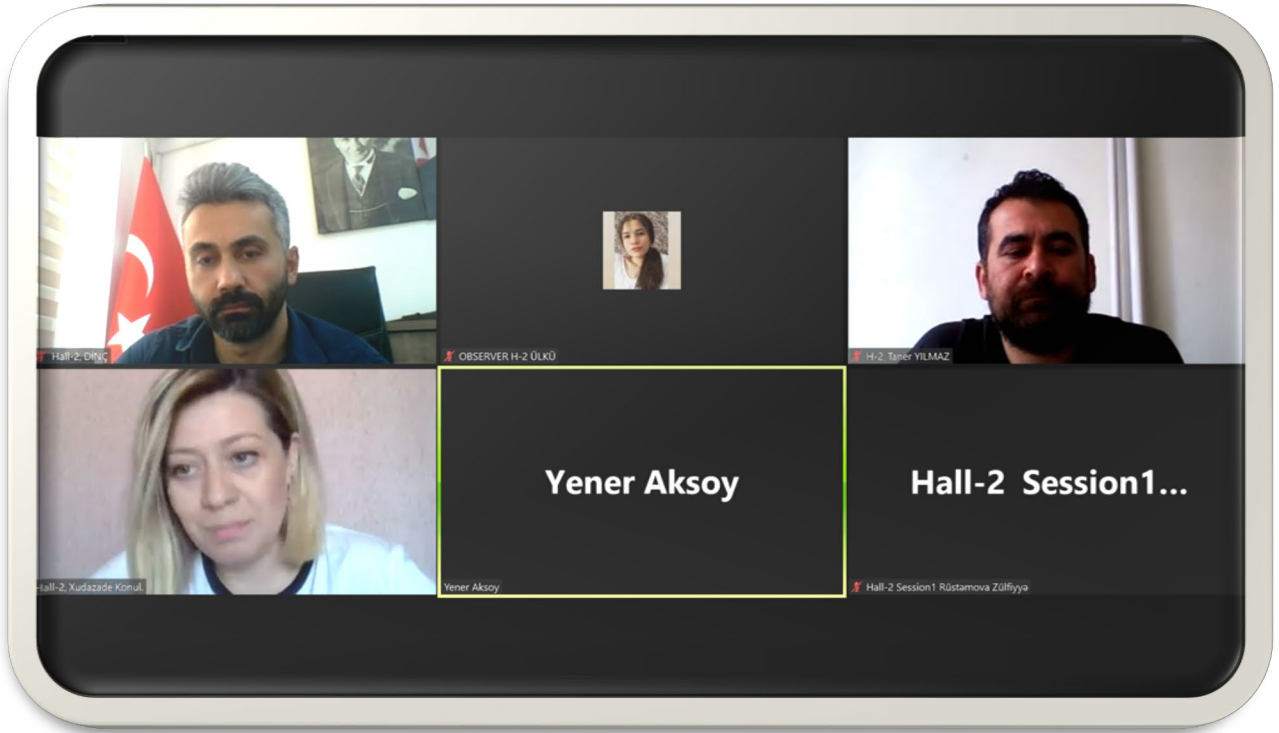 Hall-2, DİNÇ
OBSERVER H-2 ÜLKÜ
H-2 Taner YILMAZ
Yener Aksoy
Hall-2 Session1...
Hall-2, Xudazade Konul.
Yener Aksoy
Hall-2 Session1 Rüstəmova Zülfiyyə